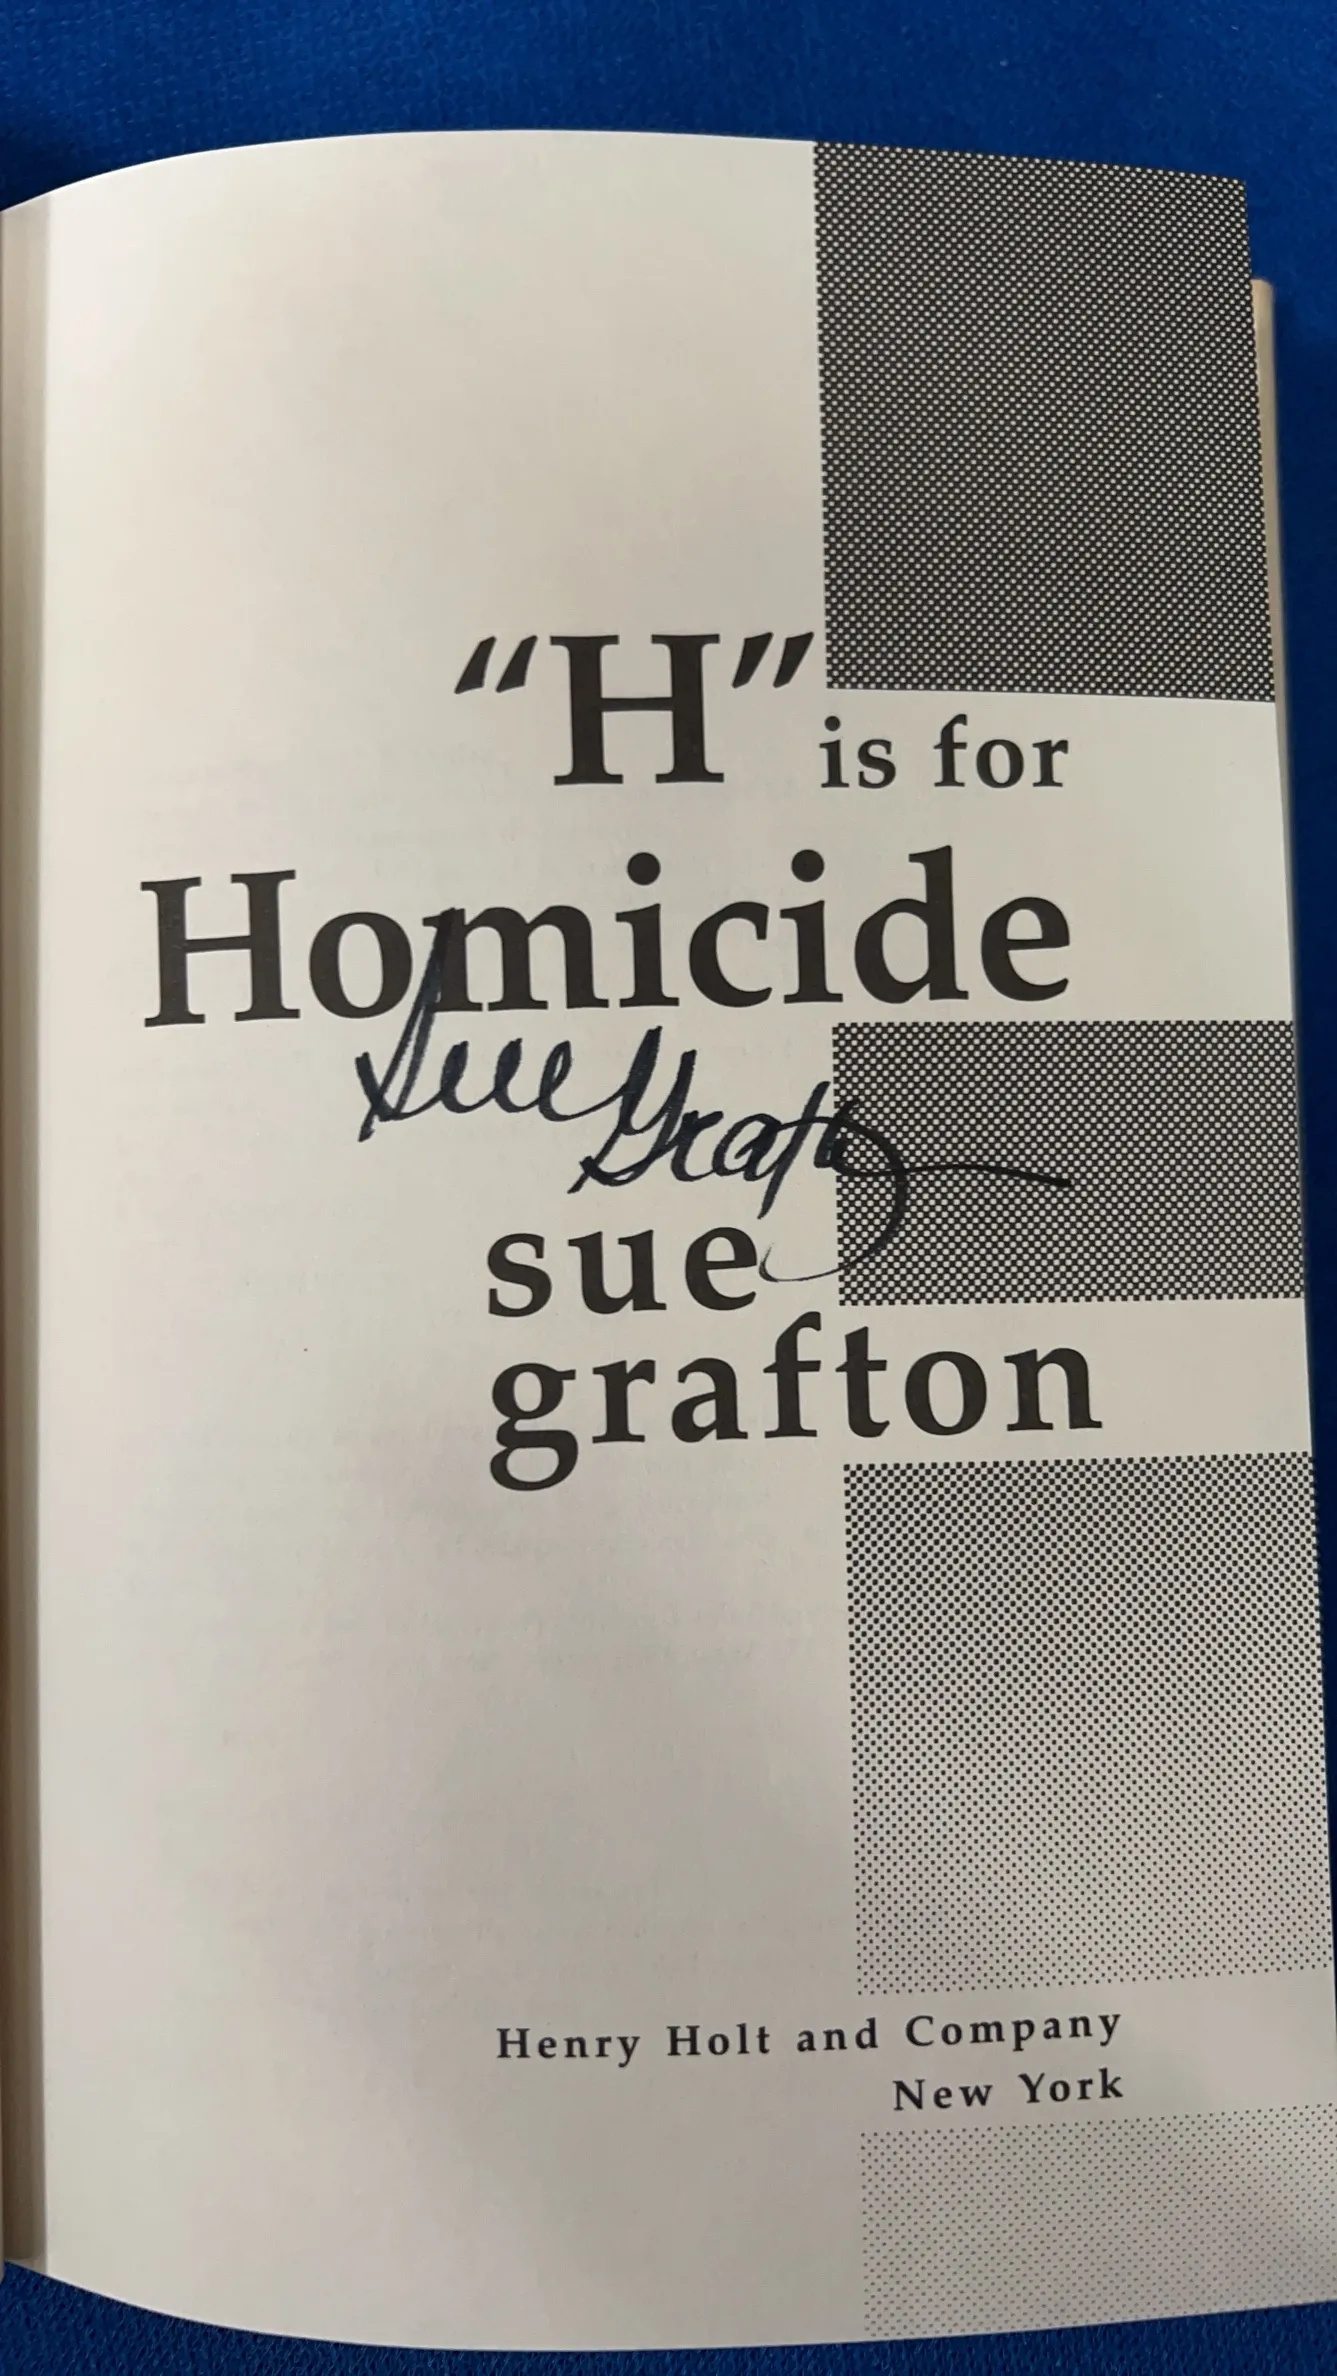 “H” is for
Homicide
Sue Grafton
sue
grafton
Henry Holt and Company
New York